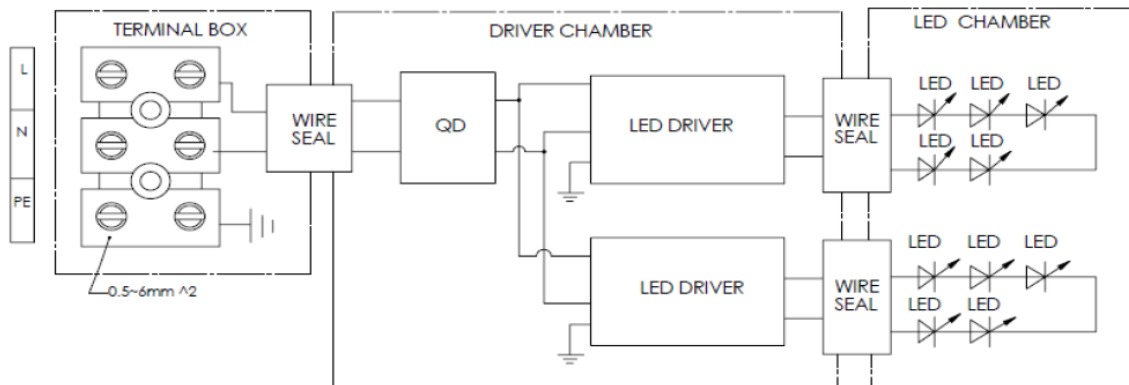 TERMINAL BOX
DRIVER CHAMBER
LED CHAMBER
L
N
PE
WIRE
SEAL
QD
LED DRIVER
WIRE
SEAL
LED
LED
LED
LED
LED
LED DRIVER
WIRE
SEAL
LED
LED
LED
LED
LED
0.5~6mm ^2